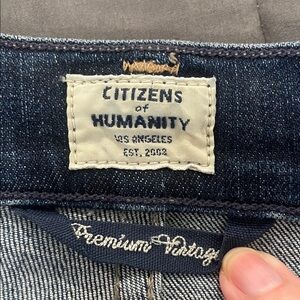 CITIZENS
of
HUMANITY
LOS ANGELES
EST. 2003
Premium Vintage